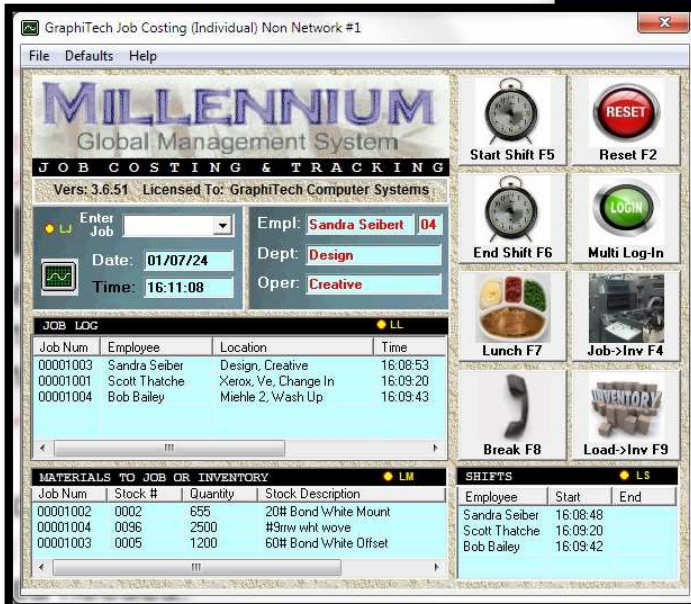 GraphiTech Job Costing (Individual) Non Network #1
File Defaults Help
MILLENNIUM
Global Management System
JOB COSTING & TRACKING
Vers: 3.6.51 Licensed To: GraphiTech Computer Systems
LJ Enter Job
Date: 01/07/24
Time: 16:11:08
Empl: Sandra Seibert 04
Dept: Design
Oper: Creative
Start Shift F5
RESET
Reset F2
End Shift F6
LOGIN
Multi Log-In
Lunch F7
Job->Inv F4
Break F8
INVENTORY
Load->Inv F9
JOB LOG LL
Job Num Employee Location Time
00001003 Sandra Seiber Design, Creative 16:08:53
00001001 Scott Thatche Xerox, Ve, Change In 16:09:20
00001004 Bob Bailey Miehle 2, Wash Up 16:09:43
MATERIALS TO JOB OR INVENTORY LM
Job Num Stock # Quantity Stock Description
00001002 0002 655 20# Bond White Mount
00001004 0096 2500 #9rrw wht wove
00001003 0005 1200 60# Bond White Offset
SHIFTS LS
Employee Start End
Sandra Seiber 16:08:48
Scott Thatche 16:09:20
Bob Bailey 16:09:42